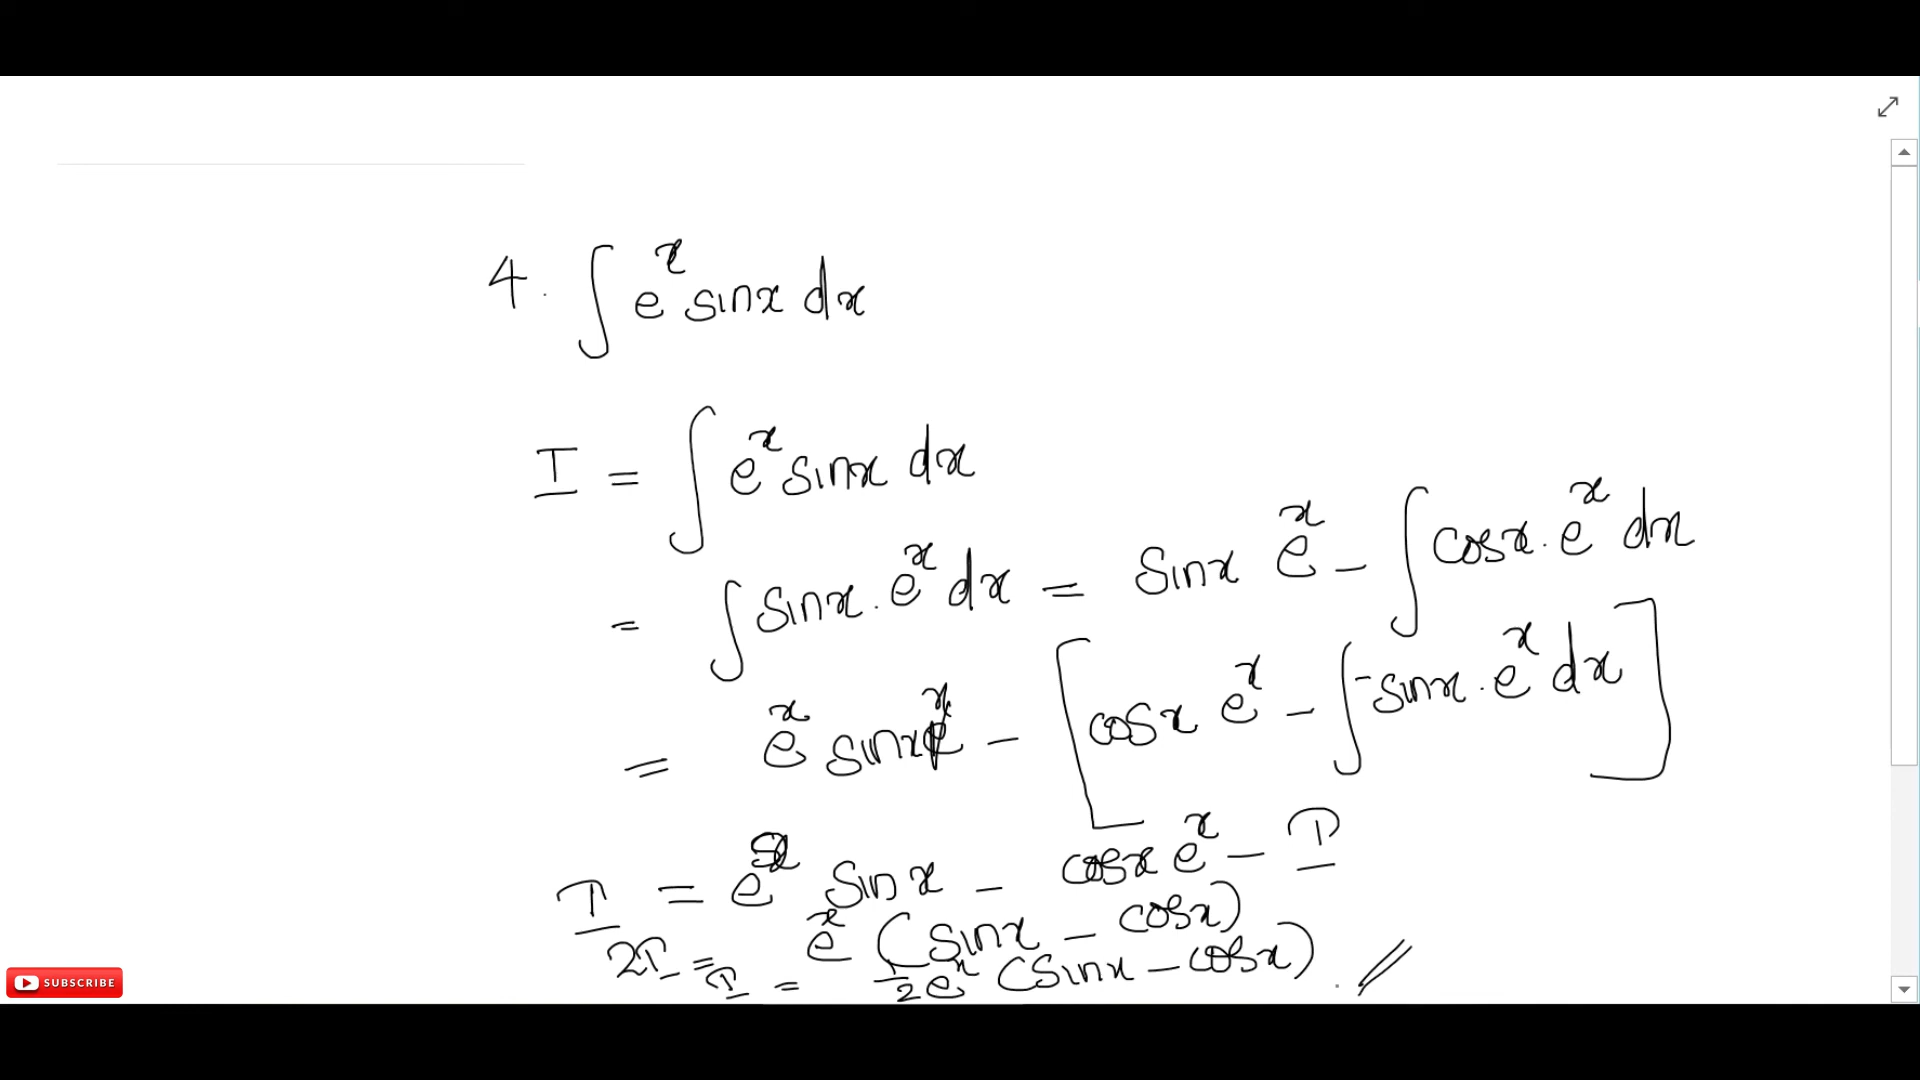 4. ∫ e^x sinx dx
I = ∫ e^x sinx dx
= ∫ sinx . e^x dx = sinx e^x - ∫ cosx . e^x dx
= e^x sinx - [cosx e^x - ∫ -sinx . e^x dx]
I = e^x sinx - cosx e^x - I
2I = e^x (sinx - cosx)
I = 1/2 e^x (sinx - cosx) . //
SUBSCRIBE